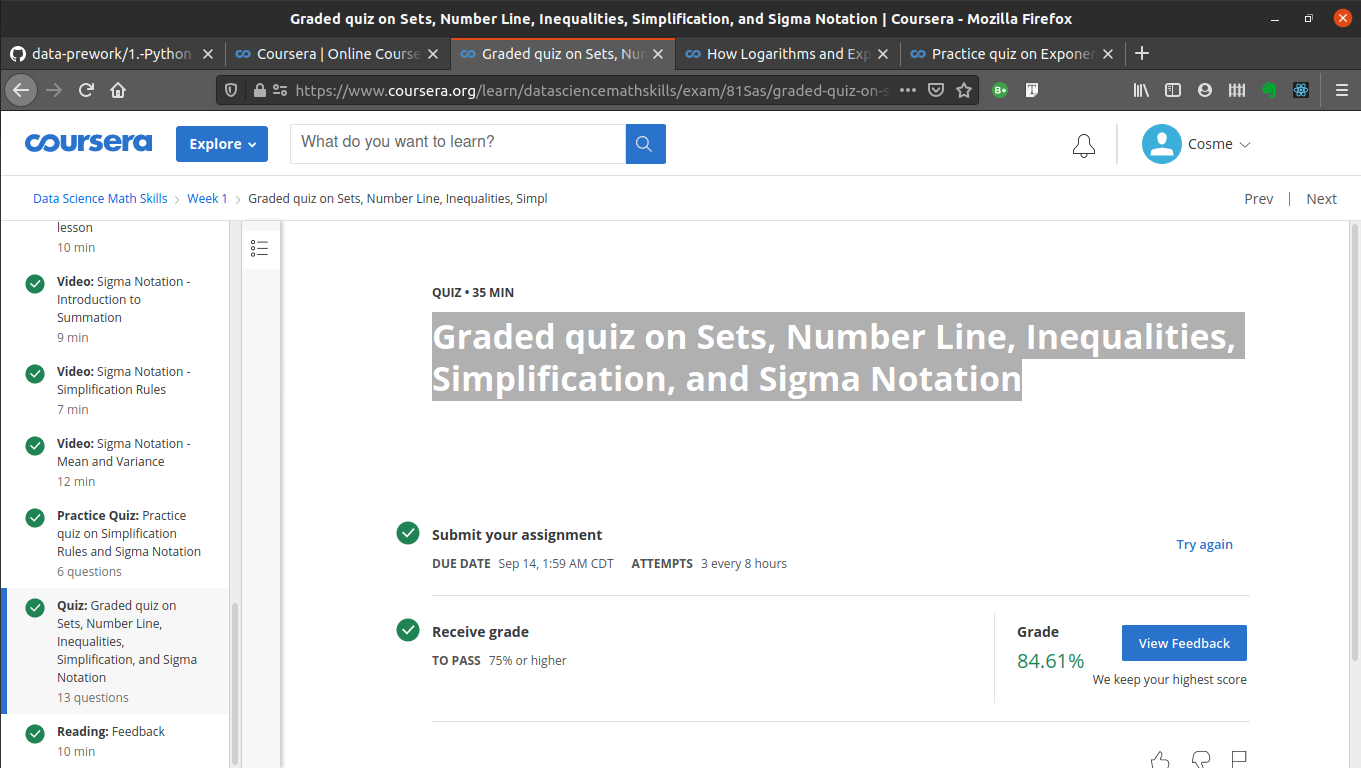 Graded quiz on Sets, Number Line, Inequalities, Simplification, and Sigma Notation | Coursera - Mozilla Firefox
data-prework/1.-Python
Coursera | Online Course
Graded quiz on Sets, Num
How Logarithms and Exp
Practice quiz on Exponen
https://www.coursera.org/learn/datasciencemathskills/exam/81Sas/graded-quiz-on-s
B+
T
coursera
Explore
What do you want to learn?
Cosme
Data Science Math Skills
Week 1
Graded quiz on Sets, Number Line, Inequalities, Simpl
Prev | Next
lesson
10 min
Video: Sigma Notation -
Introduction to
Summation
9 min
Video: Sigma Notation -
Simplification Rules
7 min
Video: Sigma Notation -
Mean and Variance
12 min
Practice Quiz: Practice
quiz on Simplification
Rules and Sigma Notation
6 questions
Quiz: Graded quiz on
Sets, Number Line,
Inequalities,
Simplification, and Sigma
Notation
13 questions
Reading: Feedback
10 min
QUIZ • 35 MIN
Graded quiz on Sets, Number Line, Inequalities,
Simplification, and Sigma Notation
Submit your assignment
DUE DATE Sep 14, 1:59 AM CDT ATTEMPTS 3 every 8 hours
Try again
Receive grade
TO PASS 75% or higher
Grade
84.61%
View Feedback
We keep your highest score